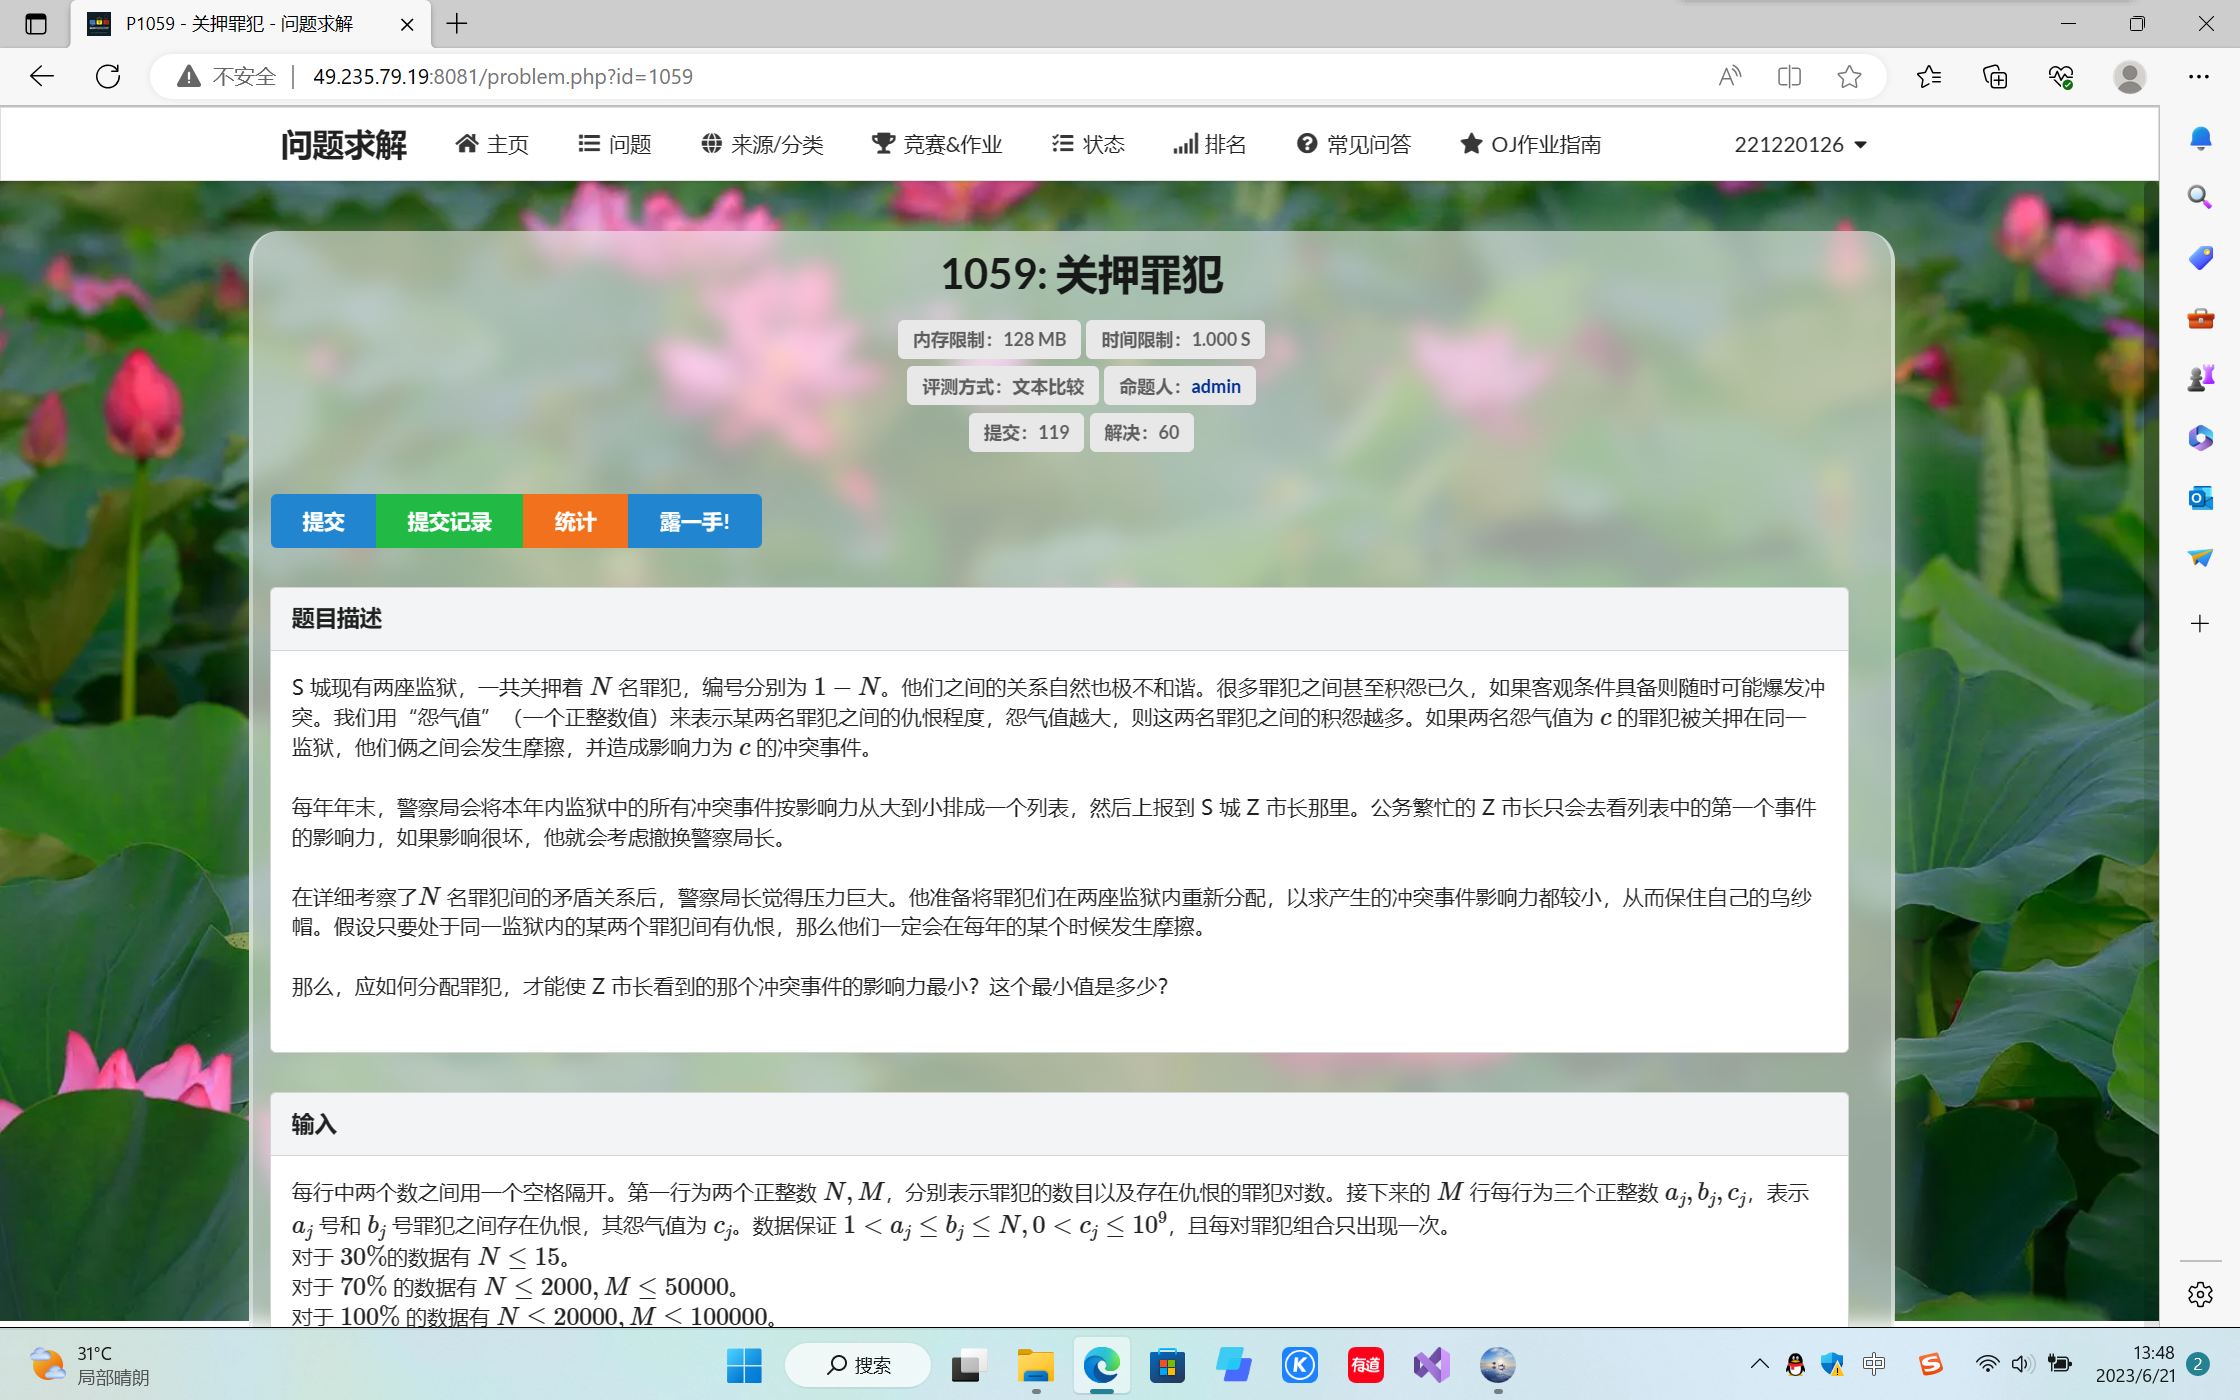 P1059 - 关押罪犯 - 问题求解
不安全 | 49.235.79.19:8081/problem.php?id=1059
问题求解 主页 问题 来源/分类 竞赛&作业 状态 排名 常见问答 OJ作业指南 221220126
1059: 关押罪犯
内存限制：128 MB 时间限制：1.000 S
评测方式：文本比较 命题人：admin
提交：119 解决：60
提交 提交记录 统计 露一手!
题目描述
S 城现有两座监狱，一共关押着 N 名罪犯，编号分别为 1 − N。他们之间的关系自然也极不和谐。很多罪犯之间甚至积怨已久，如果客观条件具备则随时可能爆发冲
突。我们用“怨气值”（一个正整数值）来表示某两名罪犯之间的仇恨程度，怨气值越大，则这两名罪犯之间的积怨越多。如果两名怨气值为 c 的罪犯被关押在同一
监狱，他们俩之间会发生摩擦，并造成影响力为 c 的冲突事件。
每年年末，警察局会将本年内监狱中的所有冲突事件按影响力从大到小排成一个列表，然后上报到 S 城 Z 市长那里。公务繁忙的 Z 市长只会去看列表中的第一个事件
的影响力，如果影响很坏，他就会考虑撤换警察局长。
在详细考察了N 名罪犯间的矛盾关系后，警察局长觉得压力巨大。他准备将罪犯们在两座监狱内重新分配，以求产生的冲突事件影响力都较小，从而保住自己的乌纱
帽。假设只要处于同一监狱内的某两个罪犯间有仇恨，那么他们一定会在每年的某个时候发生摩擦。
那么，应如何分配罪犯，才能使 Z 市长看到的那个冲突事件的影响力最小？这个最小值是多少？
输入
每行中两个数之间用一个空格隔开。第一行为两个正整数 N, M，分别表示罪犯的数目以及存在仇恨的罪犯对数。接下来的 M 行每行为三个正整数 aⱼ, bⱼ, cⱼ，表示
aⱼ 号和 bⱼ 号罪犯之间存在仇恨，其怨气值为 cⱼ。数据保证 1 < aⱼ ≤ bⱼ ≤ N, 0 < cⱼ ≤ 10⁹，且每对罪犯组合只出现一次。
对于 30%的数据有 N ≤ 15。
对于 70% 的数据有 N ≤ 2000, M ≤ 50000。
对于 100% 的数据有 N ≤ 20000, M ≤ 100000。
31°C
局部晴朗
搜索
有道
中
13:48
2023/6/21
2